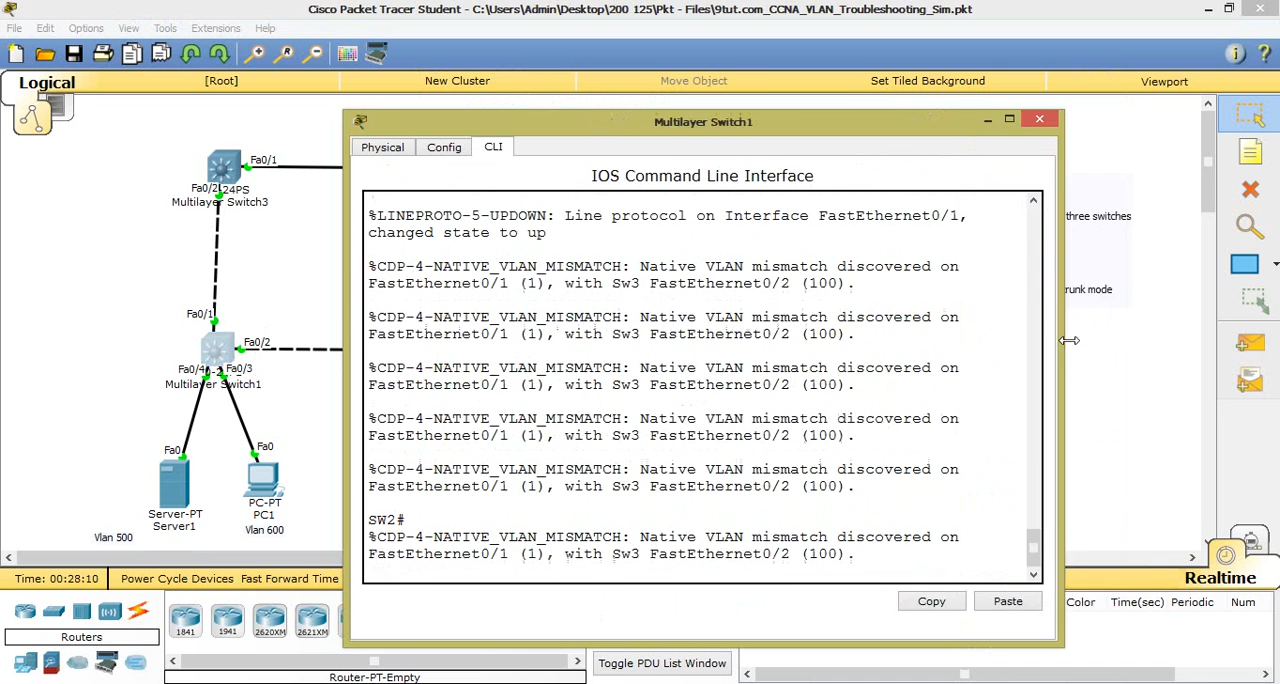 Cisco Packet Tracer Student - C:\Users\Admin\Desktop\200 125\Pkt - Files\9tut.com_CCNA_VLAN_Troubleshooting_Sim.pkt
File Edit Options View Tools Extensions Help
Logical
[Root]
New Cluster
Move Object
Set Tiled Background
Viewport
Fa0/1
Fa0/2 24PS
Multilayer Switch3
Fa0/1
Fa0/2
Fa0/4 Fa0/3
Multilayer Switch1
Fa0
Fa0
Server-PT
Server1
PC-PT
PC1
Vlan 500
Vlan 600
three switches
runk mode
Multilayer Switch1
Physical Config CLI
IOS Command Line Interface
%LINEPROTO-5-UPDOWN: Line protocol on Interface FastEthernet0/1,
changed state to up
%CDP-4-NATIVE_VLAN_MISMATCH: Native VLAN mismatch discovered on
FastEthernet0/1 (1), with Sw3 FastEthernet0/2 (100).
%CDP-4-NATIVE_VLAN_MISMATCH: Native VLAN mismatch discovered on
FastEthernet0/1 (1), with Sw3 FastEthernet0/2 (100).
%CDP-4-NATIVE_VLAN_MISMATCH: Native VLAN mismatch discovered on
FastEthernet0/1 (1), with Sw3 FastEthernet0/2 (100).
%CDP-4-NATIVE_VLAN_MISMATCH: Native VLAN mismatch discovered on
FastEthernet0/1 (1), with Sw3 FastEthernet0/2 (100).
%CDP-4-NATIVE_VLAN_MISMATCH: Native VLAN mismatch discovered on
FastEthernet0/1 (1), with Sw3 FastEthernet0/2 (100).
SW2#
%CDP-4-NATIVE_VLAN_MISMATCH: Native VLAN mismatch discovered on
FastEthernet0/1 (1), with Sw3 FastEthernet0/2 (100).
Copy
Paste
Time: 00:28:10
Power Cycle Devices Fast Forward Time
Realtime
Routers
1841
1941
2620XM
2621XM
Router-PT-Empty
Toggle PDU List Window
Color Time(sec) Periodic Num